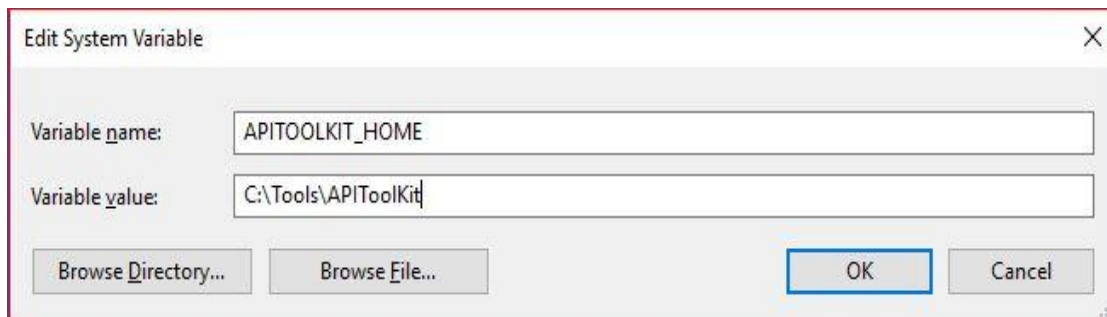 Edit System Variable
Variable name: APITOOLKIT_HOME
Variable value: C:\Tools\APIToolKit
Browse Directory... Browse File... OK Cancel